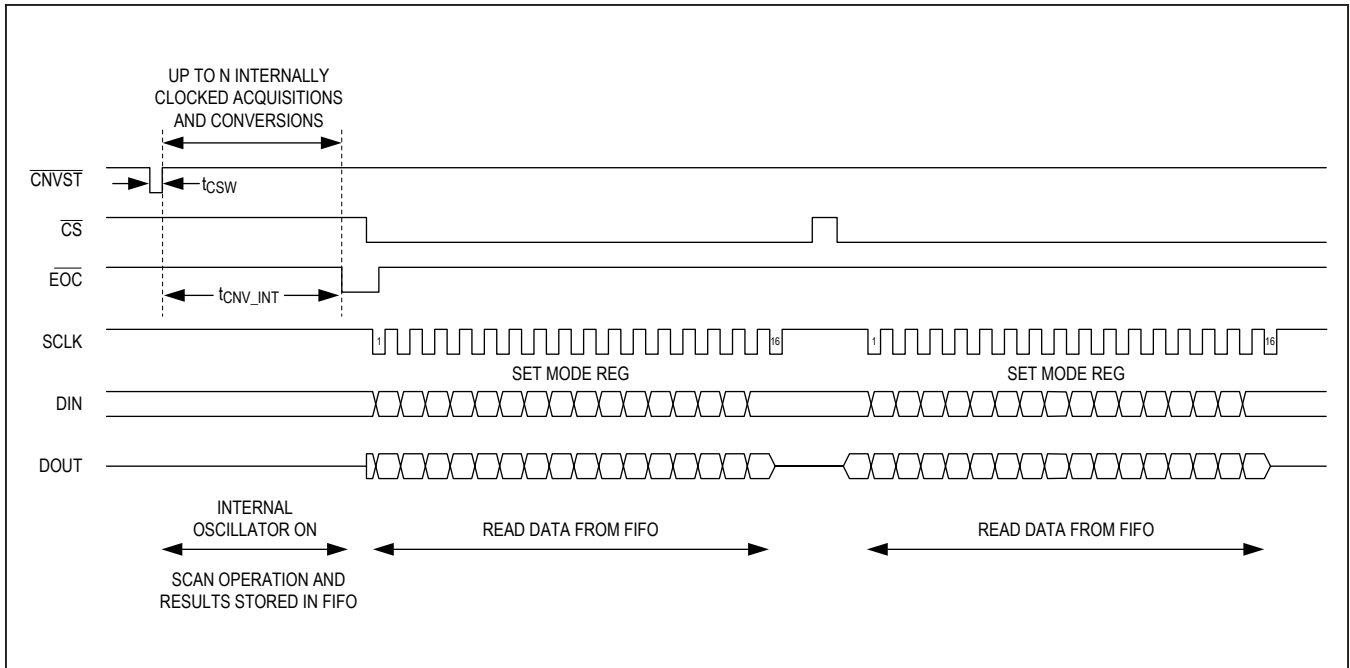 UP TO N INTERNALLY
CLOCKED ACQUISITIONS
AND CONVERSIONS
CNVST
tCSW
CS
EOC
tCNV_INT
SCLK
1
16
1
16
SET MODE REG
SET MODE REG
DIN
DOUT
INTERNAL
OSCILLATOR ON
READ DATA FROM FIFO
READ DATA FROM FIFO
SCAN OPERATION AND
RESULTS STORED IN FIFO